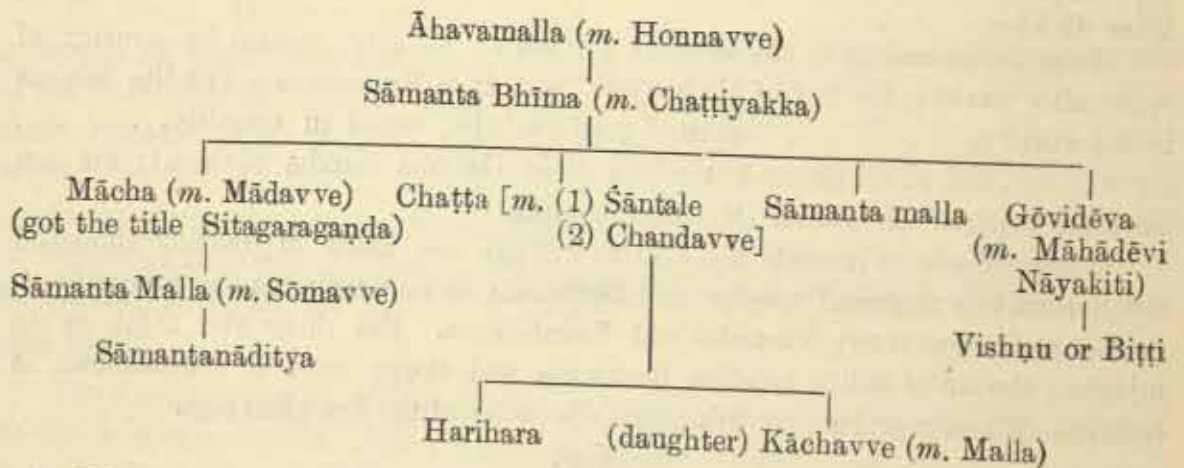 Āhavamalla (m. Honnavve)
Sāmanta Bhīma (m. Chaṭṭiyakka)
Mācha (m. Mādavve)
(got the title Sitagaragaṇḍa)
Sāmanta Malla (m. Sōmavve)
Sāmantanāditya
Chaṭṭa [m. (1) Śāntale
(2) Chandavve]
Sāmanta malla
Gōvidēva
(m. Māhādēvi
Nāyakiti)
Vishṇu or Biṭṭi
Harihara
(daughter) Kāchavve (m. Malla)